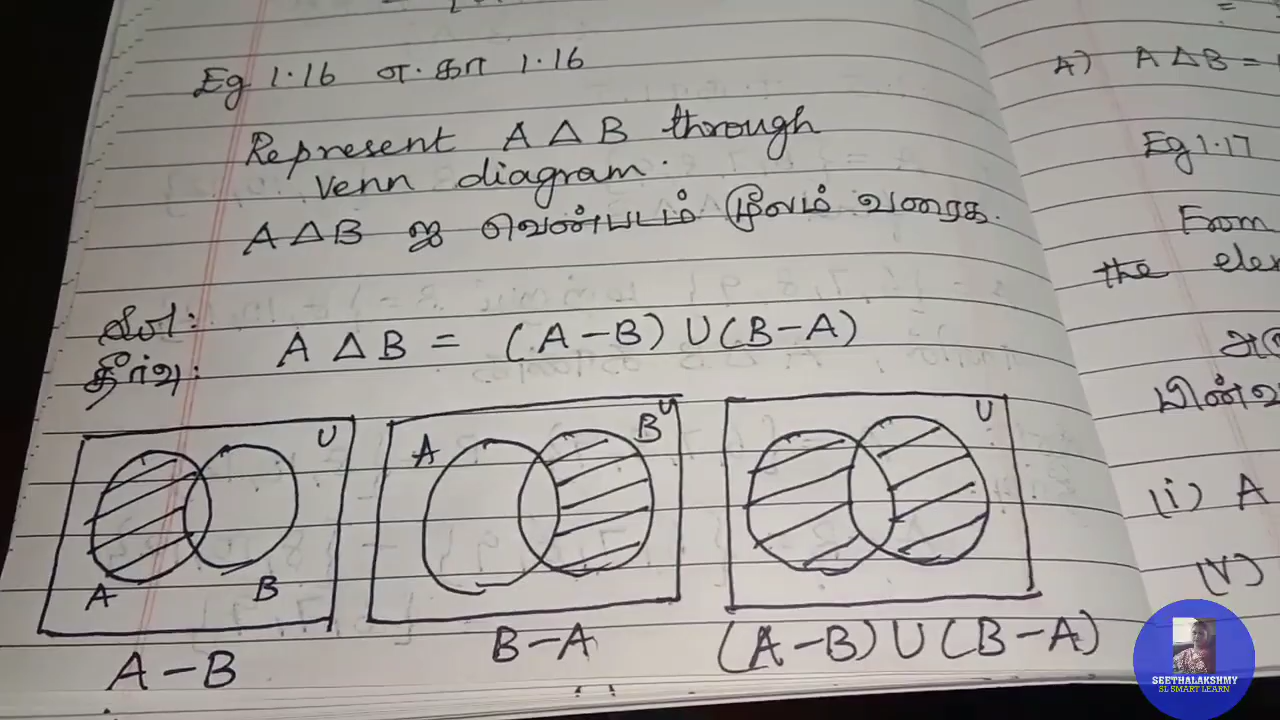 Eg 1.16 எ.கா 1.16
Represent A Δ B through
Venn diagram.
A Δ B ஐ வெண்படம் மூலம் வரைக.
Sol:
தீர்வு: A Δ B = (A - B) U (B - A)
U
A B
A - B
A B U
B - A
U
(A - B) U (B - A)
A) A Δ B =
Eg 1.17
From
the ele
பின்வ
(i) A
(v)
SEETHALAKSHMY
SL SMART LEARN